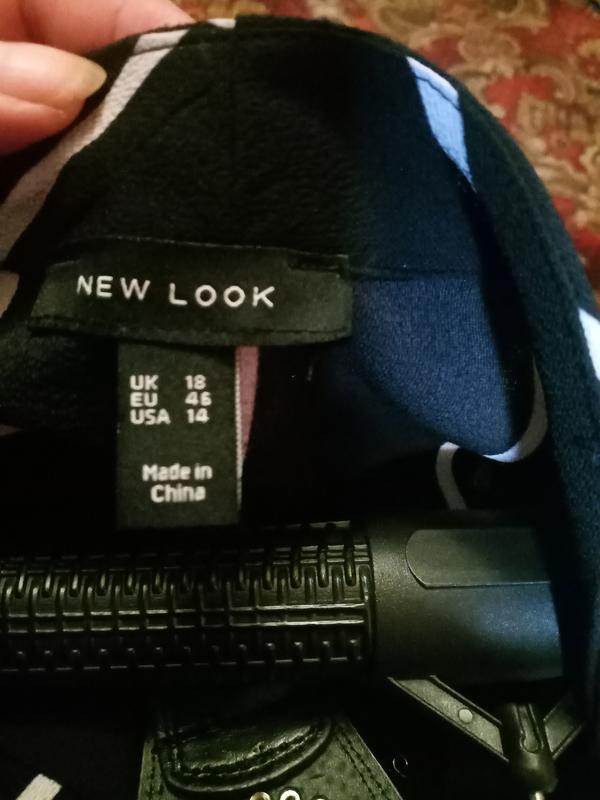 NEW LOOK
UK 18
EU 46
USA 14
Made in
China